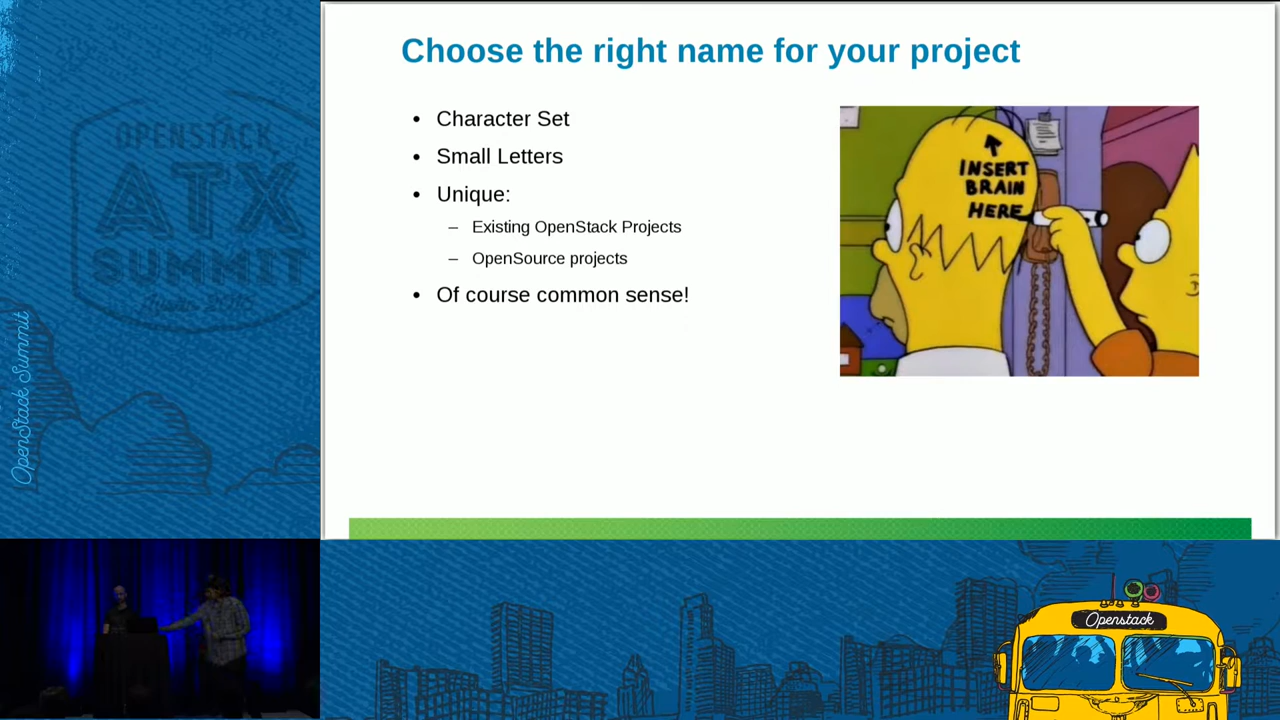 OPENSTACK
ATX
SUMMIT
OpenStack Summit
Choose the right name for your project
• Character Set
• Small Letters
• Unique:
– Existing OpenStack Projects
– OpenSource projects
• Of course common sense!
INSERT
BRAIN
HERE
Openstack